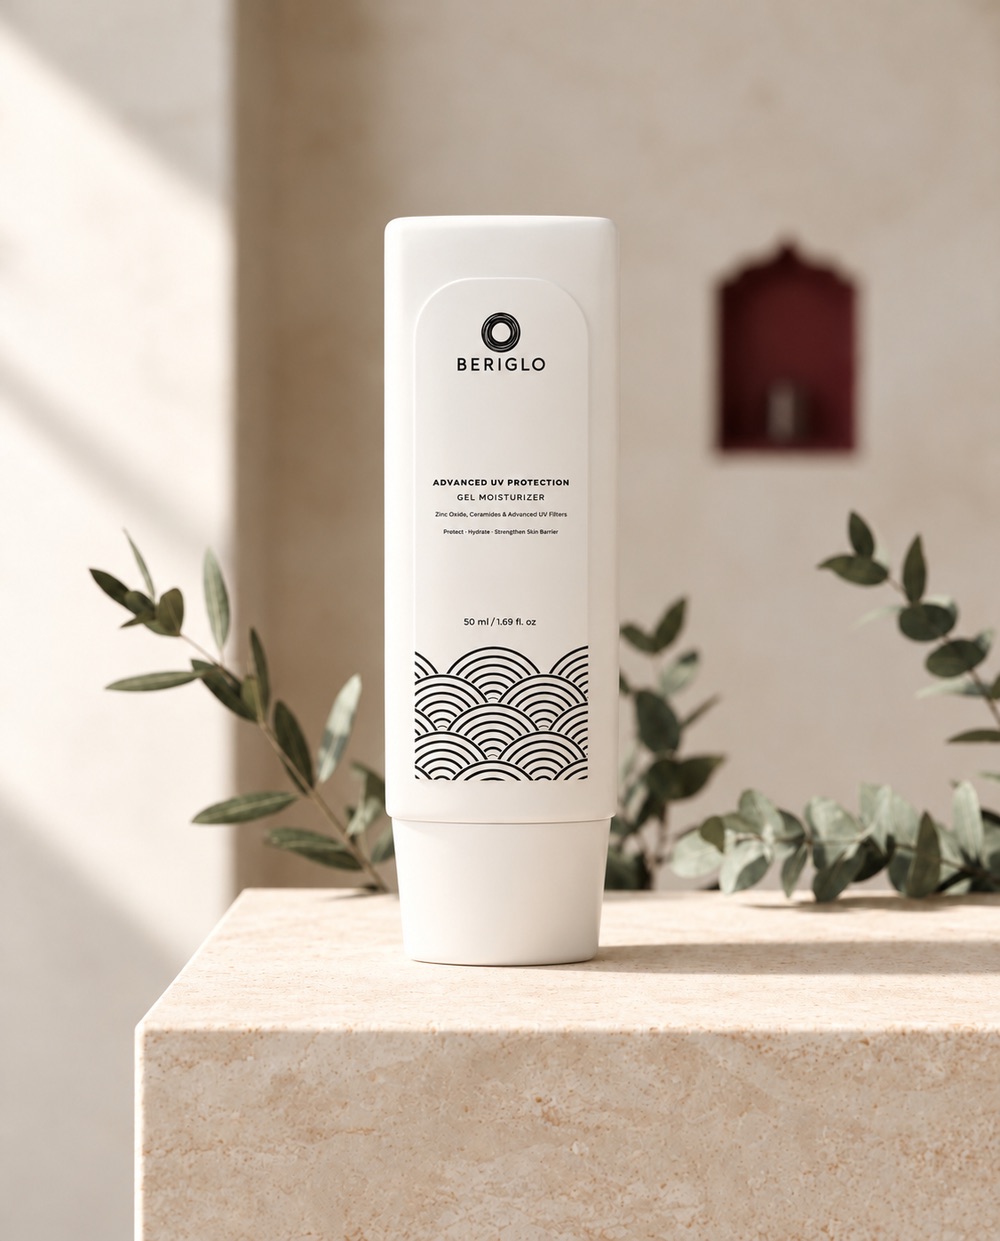 BERIGLO
ADVANCED UV PROTECTION
GEL MOISTURIZER
Zinc Oxide, Ceramides & Advanced UV Filters
Protect · Hydrate · Strengthen Skin Barrier
50 ml / 1.69 fl. oz